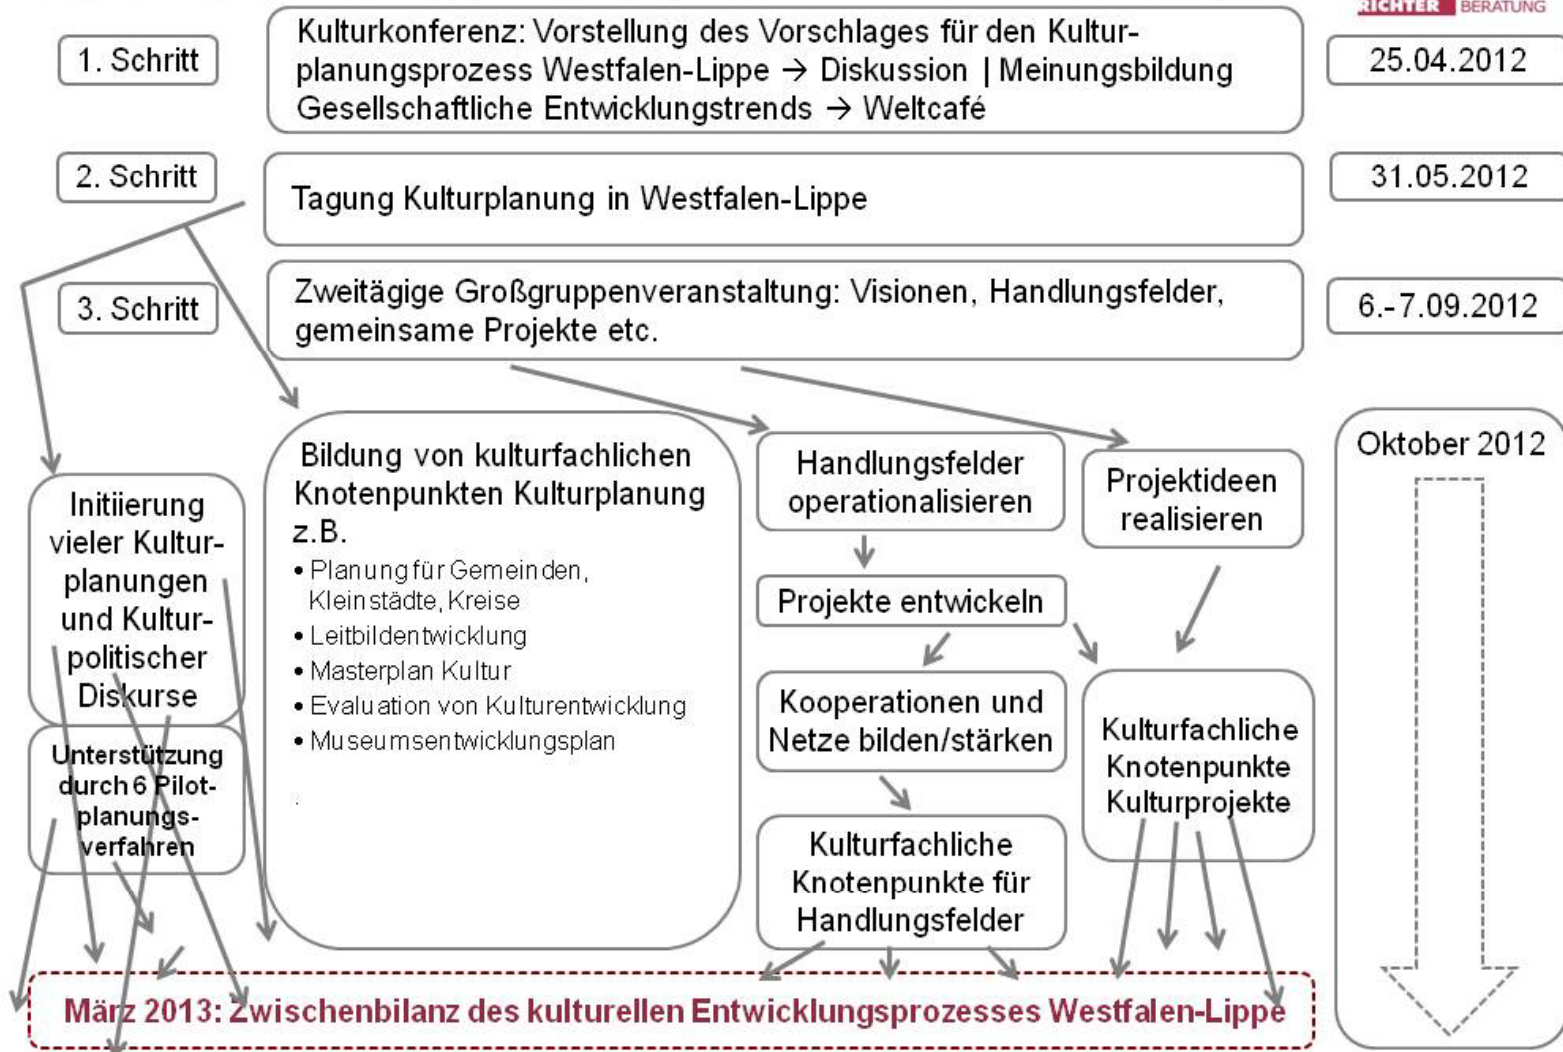 RICHTER BERATUNG
1. Schritt
Kulturkonferenz: Vorstellung des Vorschlages für den Kultur-
planungsprozess Westfalen-Lippe → Diskussion | Meinungsbildung
Gesellschaftliche Entwicklungstrends → Weltcafé
25.04.2012
2. Schritt
Tagung Kulturplanung in Westfalen-Lippe
31.05.2012
3. Schritt
Zweitägige Großgruppenveranstaltung: Visionen, Handlungsfelder,
gemeinsame Projekte etc.
6.-7.09.2012
Initiierung
vieler Kultur-
planungen
und Kultur-
politischer
Diskurse
Unterstützung
durch 6 Pilot-
planungs-
verfahren
Bildung von kulturfachlichen
Knotenpunkten Kulturplanung
z.B.
• Planung für Gemeinden,
Kleinstädte, Kreise
• Leitbildentwicklung
• Masterplan Kultur
• Evaluation von Kulturentwicklung
• Museumsentwicklungsplan
.
Handlungsfelder
operationalisieren
Projekte entwickeln
Kooperationen und
Netze bilden/stärken
Kulturfachliche
Knotenpunkte für
Handlungsfelder
Projektideen
realisieren
Kulturfachliche
Knotenpunkte
Kulturprojekte
Oktober 2012
März 2013: Zwischenbilanz des kulturellen Entwicklungsprozesses Westfalen-Lippe